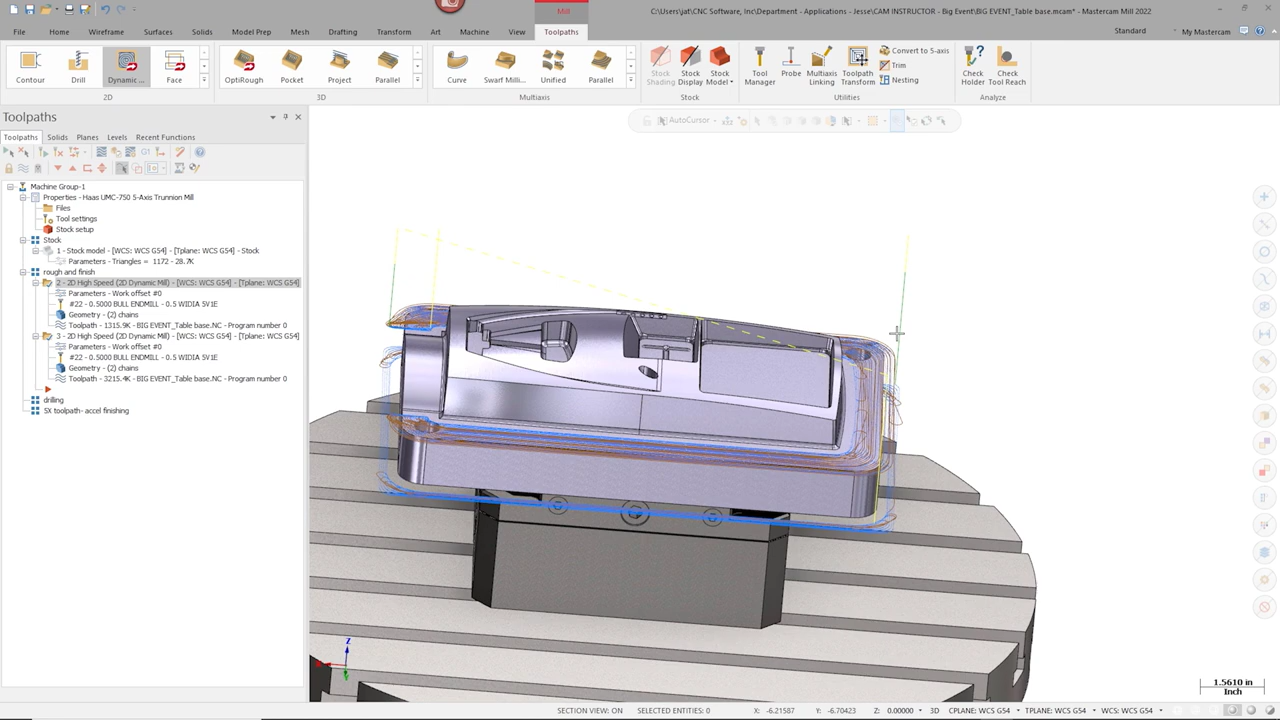 Mill
C:\Users\jat\CNC Software, Inc\Department - Applications - Jesse\CAM INSTRUCTOR - Big Event\BIG EVENT_Table base.mcam* - Mastercam Mill 2022
File Home Wireframe Surfaces Solids Model Prep Mesh Drafting Transform Art Machine View Toolpaths
Standard My Mastercam
Contour Drill Dynamic ... Face
OptiRough Pocket Project Parallel
Curve Swarf Milli... Unified Parallel
Stock Shading
Stock Display
Stock Model
Tool Manager
Probe
Multiaxis Linking
Toolpath Transform
Convert to 5-axis
Trim
Nesting
Check Holder
Check Tool Reach
2D 3D Multiaxis Stock Utilities Analyze
Toolpaths
Toolpaths Solids Planes Levels Recent Functions
AutoCursor
G1
Machine Group-1
Properties - Haas UMC-750 5-Axis Trunnion Mill
Files
Tool settings
Stock setup
Stock
1 - Stock model - [WCS: WCS G54] - [Tplane: WCS G54] - Stock
Parameters - Triangles = 1172 - 28.7K
rough and finish
2 - 2D High Speed (2D Dynamic Mill) - [WCS: WCS G54] - [Tplane: WCS G54]
Parameters - Work offset #0
#22 - 0.5000 BULL ENDMILL - 0.5 WIDIA 5V1E
Geometry - (2) chains
Toolpath - 1315.9K - BIG EVENT_Table base.NC - Program number 0
3 - 2D High Speed (2D Dynamic Mill) - [WCS: WCS G54] - [Tplane: WCS G54]
Parameters - Work offset #0
#22 - 0.5000 BULL ENDMILL - 0.5 WIDIA 5V1E
Geometry - (2) chains
Toolpath - 3215.4K - BIG EVENT_Table base.NC - Program number 0
drilling
5X toolpath- accel finishing
Z
1.5610 in
Inch
SECTION VIEW: ON SELECTED ENTITIES: 0 X: -6.21587 Y: -6.70423 Z: 0.00000 3D CPLANE: WCS G54 TPLANE: WCS G54 WCS: WCS G54